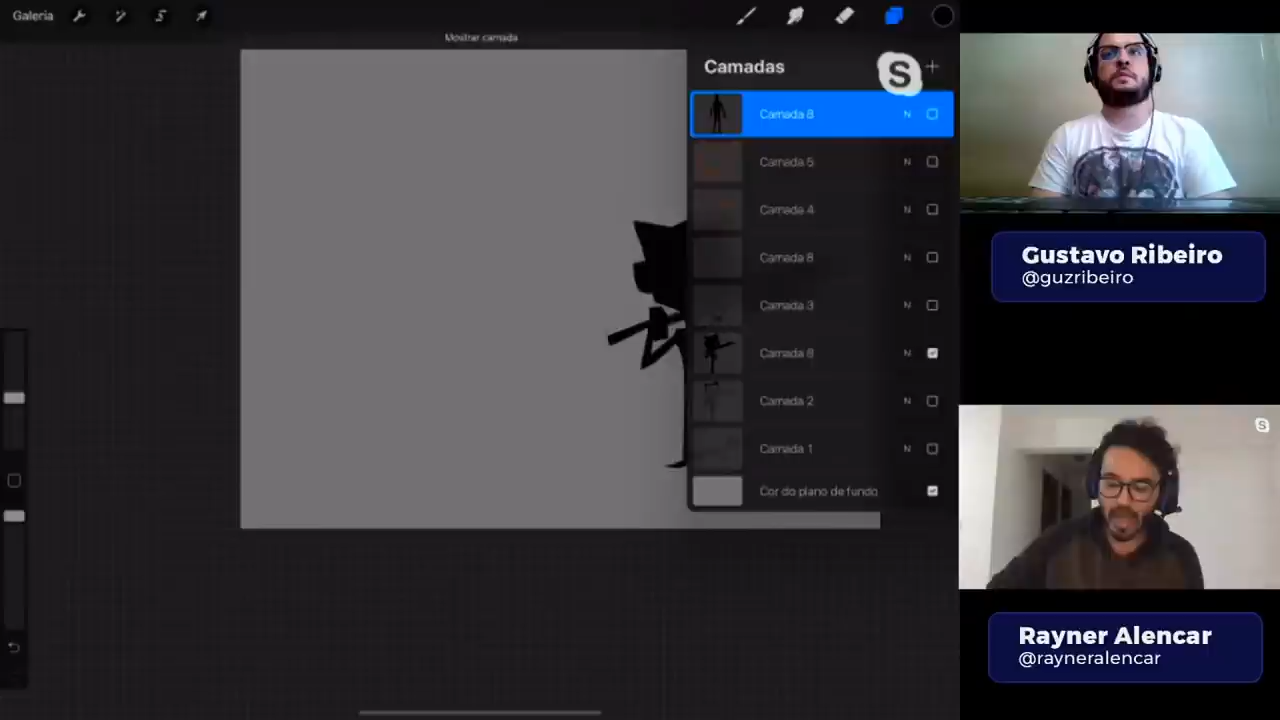 Galeria
Mostrar camada
Camadas
S
Camada 8 N
Camada 5 N
Camada 4 N
Camada 8 N
Camada 3 N
Camada 8 N
Camada 2 N
Camada 1 N
Cor do plano de fundo
Gustavo Ribeiro
@guzribeiro
S
Rayner Alencar
@rayneralencar